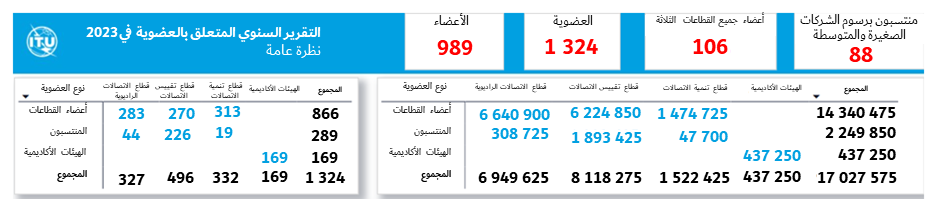 التقرير السنوي المتعلق بالعضوية في 2023
نظرة عامة
ITU
الأعضاء
989
العضوية
1 324
أعضاء جميع القطاعات الثلاثة
106
منتسبون برسوم الشركات
الصغيرة والمتوسطة
88
نوع العضوية قطاع الاتصالات الراديوية قطاع تقييس الاتصالات قطاع تنمية الاتصالات الهيئات الأكاديمية المجموع
أعضاء القطاعات 283 270 313 866
المنتسبون 44 226 19 289
الهيئات الأكاديمية 169 169
المجموع 327 496 332 169 1 324
نوع العضوية قطاع الاتصالات الراديوية قطاع تقييس الاتصالات قطاع تنمية الاتصالات الهيئات الأكاديمية المجموع
أعضاء القطاعات 6 640 900 6 224 850 1 474 725 14 340 475
المنتسبون 308 725 1 893 425 47 700 2 249 850
الهيئات الأكاديمية 437 250 437 250
المجموع 6 949 625 8 118 275 1 522 425 437 250 17 027 575